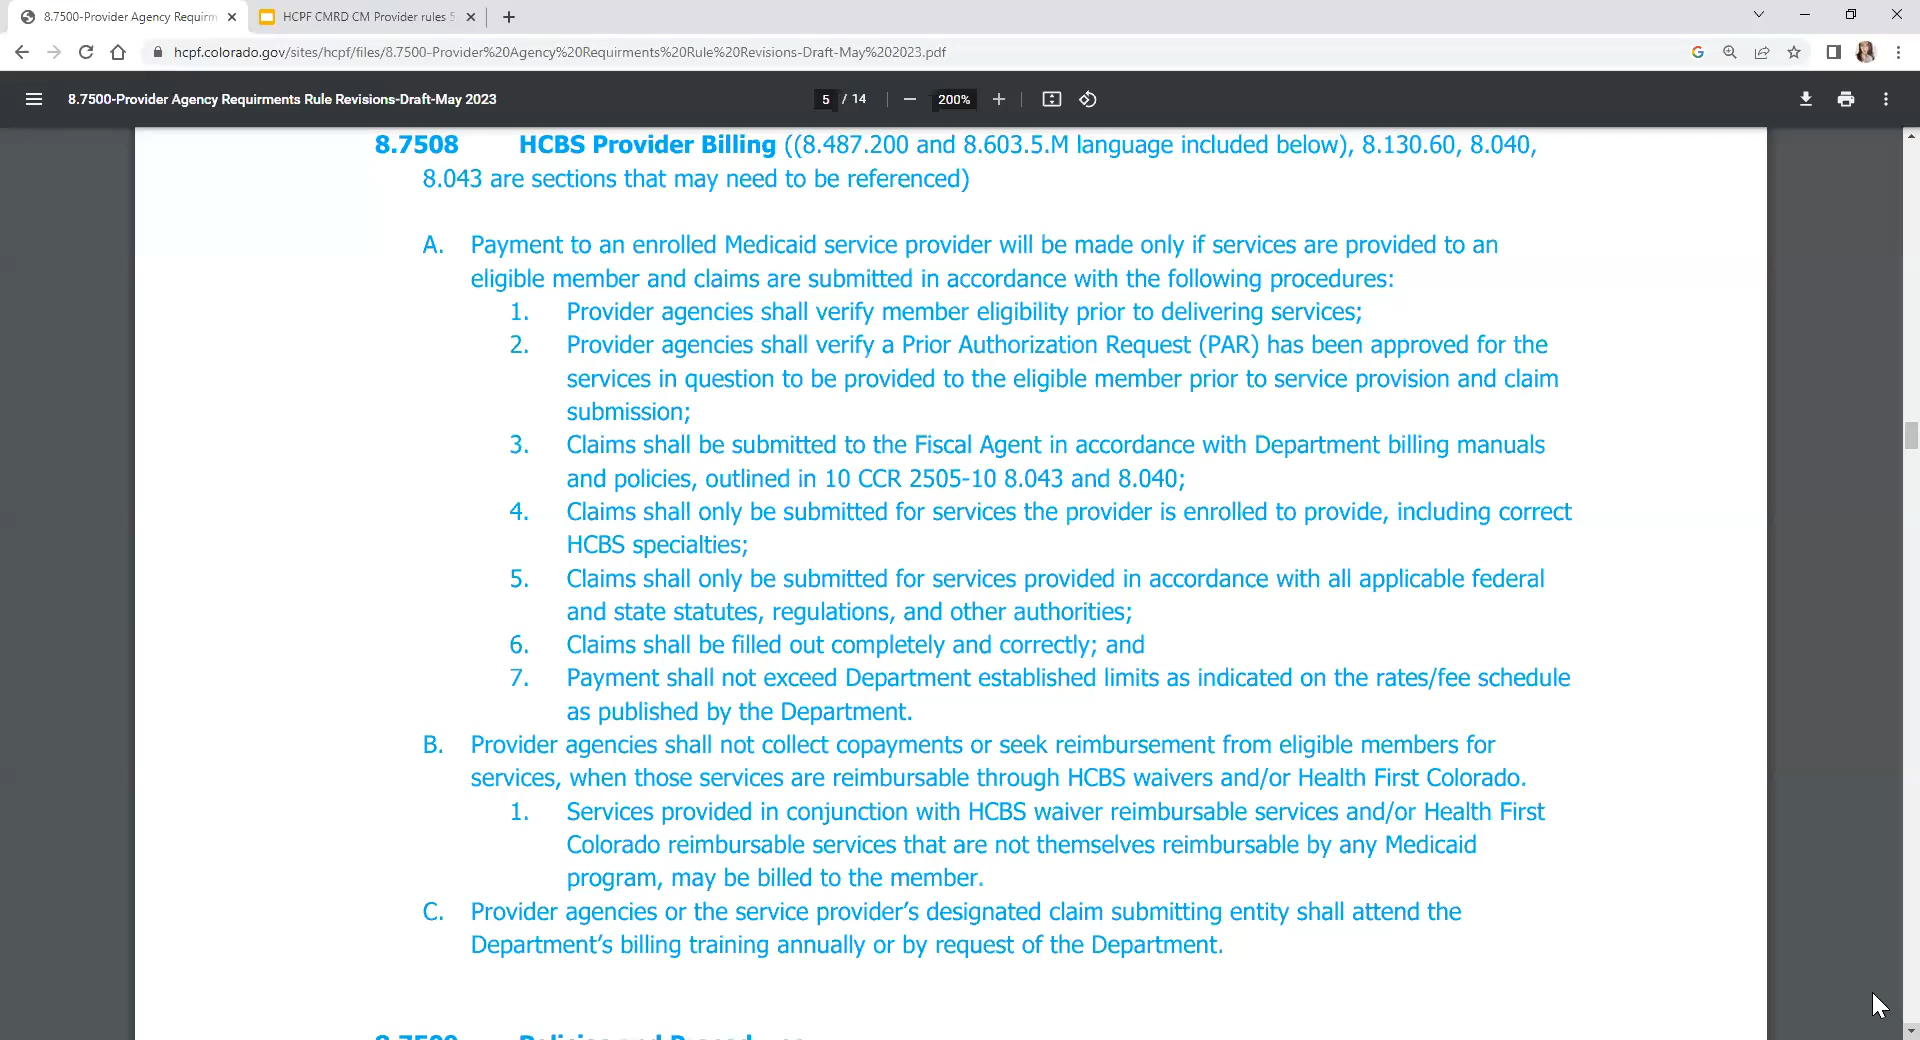 8.7500-Provider Agency Requirm
HCPF CMRD CM Provider rules 5
hcpf.colorado.gov/sites/hcpf/files/8.7500-Provider%20Agency%20Requirments%20Rule%20Revisions-Draft-May%202023.pdf
8.7500-Provider Agency Requirments Rule Revisions-Draft-May 2023
5 / 14
200%
8.7508 HCBS Provider Billing ((8.487.200 and 8.603.5.M language included below), 8.130.60, 8.040,
8.043 are sections that may need to be referenced)
A. Payment to an enrolled Medicaid service provider will be made only if services are provided to an
eligible member and claims are submitted in accordance with the following procedures:
1. Provider agencies shall verify member eligibility prior to delivering services;
2. Provider agencies shall verify a Prior Authorization Request (PAR) has been approved for the
services in question to be provided to the eligible member prior to service provision and claim
submission;
3. Claims shall be submitted to the Fiscal Agent in accordance with Department billing manuals
and policies, outlined in 10 CCR 2505-10 8.043 and 8.040;
4. Claims shall only be submitted for services the provider is enrolled to provide, including correct
HCBS specialties;
5. Claims shall only be submitted for services provided in accordance with all applicable federal
and state statutes, regulations, and other authorities;
6. Claims shall be filled out completely and correctly; and
7. Payment shall not exceed Department established limits as indicated on the rates/fee schedule
as published by the Department.
B. Provider agencies shall not collect copayments or seek reimbursement from eligible members for
services, when those services are reimbursable through HCBS waivers and/or Health First Colorado.
1. Services provided in conjunction with HCBS waiver reimbursable services and/or Health First
Colorado reimbursable services that are not themselves reimbursable by any Medicaid
program, may be billed to the member.
C. Provider agencies or the service provider's designated claim submitting entity shall attend the
Department's billing training annually or by request of the Department.
8.7509 Policies and Procedures